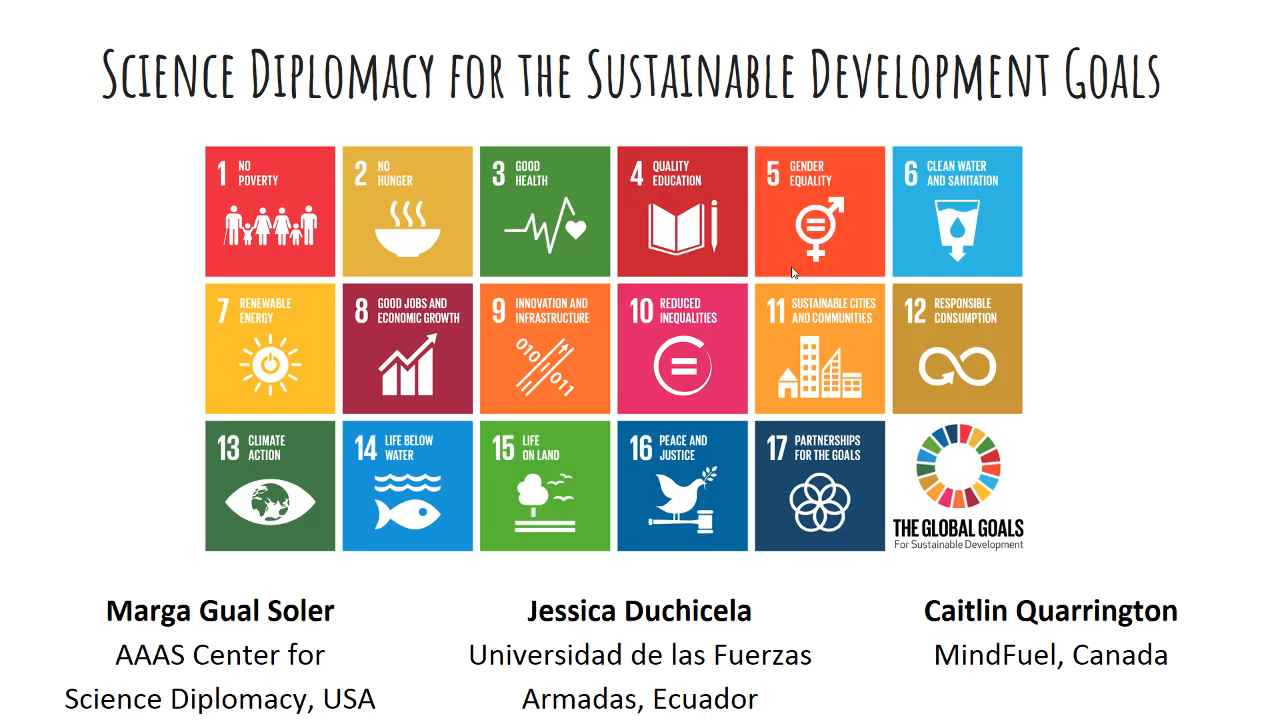 Science Diplomacy for the Sustainable Development Goals
1 NO POVERTY
2 NO HUNGER
3 GOOD HEALTH
4 QUALITY EDUCATION
5 GENDER EQUALITY
6 CLEAN WATER AND SANITATION
7 RENEWABLE ENERGY
8 GOOD JOBS AND ECONOMIC GROWTH
9 INNOVATION AND INFRASTRUCTURE
010
011
10 REDUCED INEQUALITIES
11 SUSTAINABLE CITIES AND COMMUNITIES
12 RESPONSIBLE CONSUMPTION
13 CLIMATE ACTION
14 LIFE BELOW WATER
15 LIFE ON LAND
16 PEACE AND JUSTICE
17 PARTNERSHIPS FOR THE GOALS
THE GLOBAL GOALS
For Sustainable Development
Marga Gual Soler
AAAS Center for
Science Diplomacy, USA
Jessica Duchicela
Universidad de las Fuerzas
Armadas, Ecuador
Caitlin Quarrington
MindFuel, Canada